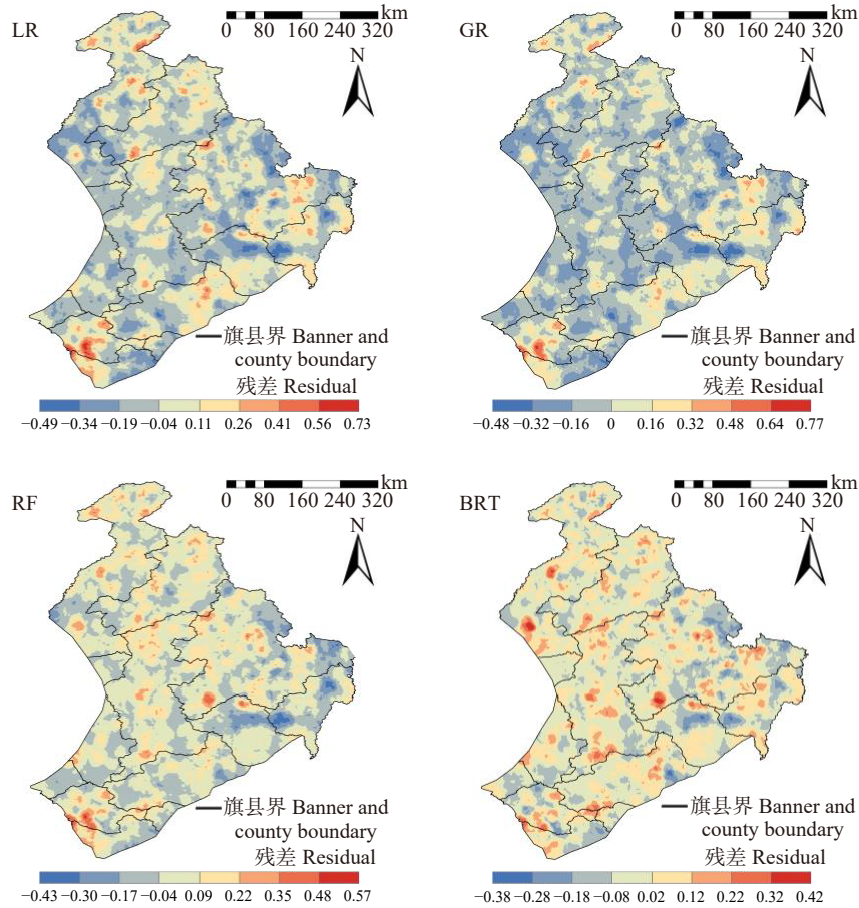 LR
km
0 80 160 240 320
N
旗县界 Banner and
county boundary
残差 Residual
−0.49 −0.34 −0.19 −0.04 0.11 0.26 0.41 0.56 0.73
GR
km
0 80 160 240 320
N
旗县界 Banner and
county boundary
残差 Residual
−0.48 −0.32 −0.16 0 0.16 0.32 0.48 0.64 0.77
RF
km
0 80 160 240 320
N
旗县界 Banner and
county boundary
残差 Residual
−0.43 −0.30 −0.17 −0.04 0.09 0.22 0.35 0.48 0.57
BRT
km
0 80 160 240 320
N
旗县界 Banner and
county boundary
残差 Residual
−0.38 −0.28 −0.18 −0.08 0.02 0.12 0.22 0.32 0.42